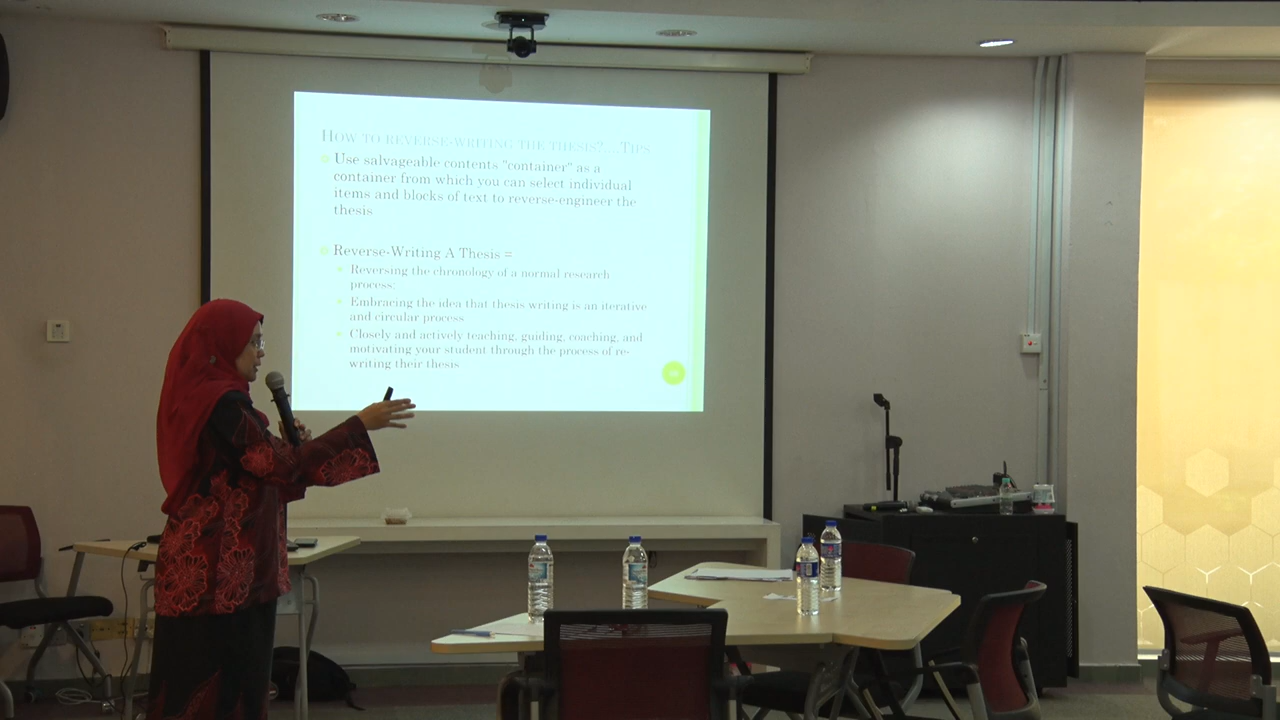 HOW TO REVERSE-WRITING THE THESIS?... TIPS
Use salvageable contents "container" as a
container from which you can select individual
items and blocks of text to reverse-engineer the
thesis
Reverse-Writing A Thesis =
Reversing the chronology of a normal research
process;
Embracing the idea that thesis writing is an iterative
and circular process
Closely and actively teaching, guiding, coaching, and
motivating your student through the process of re-
writing their thesis